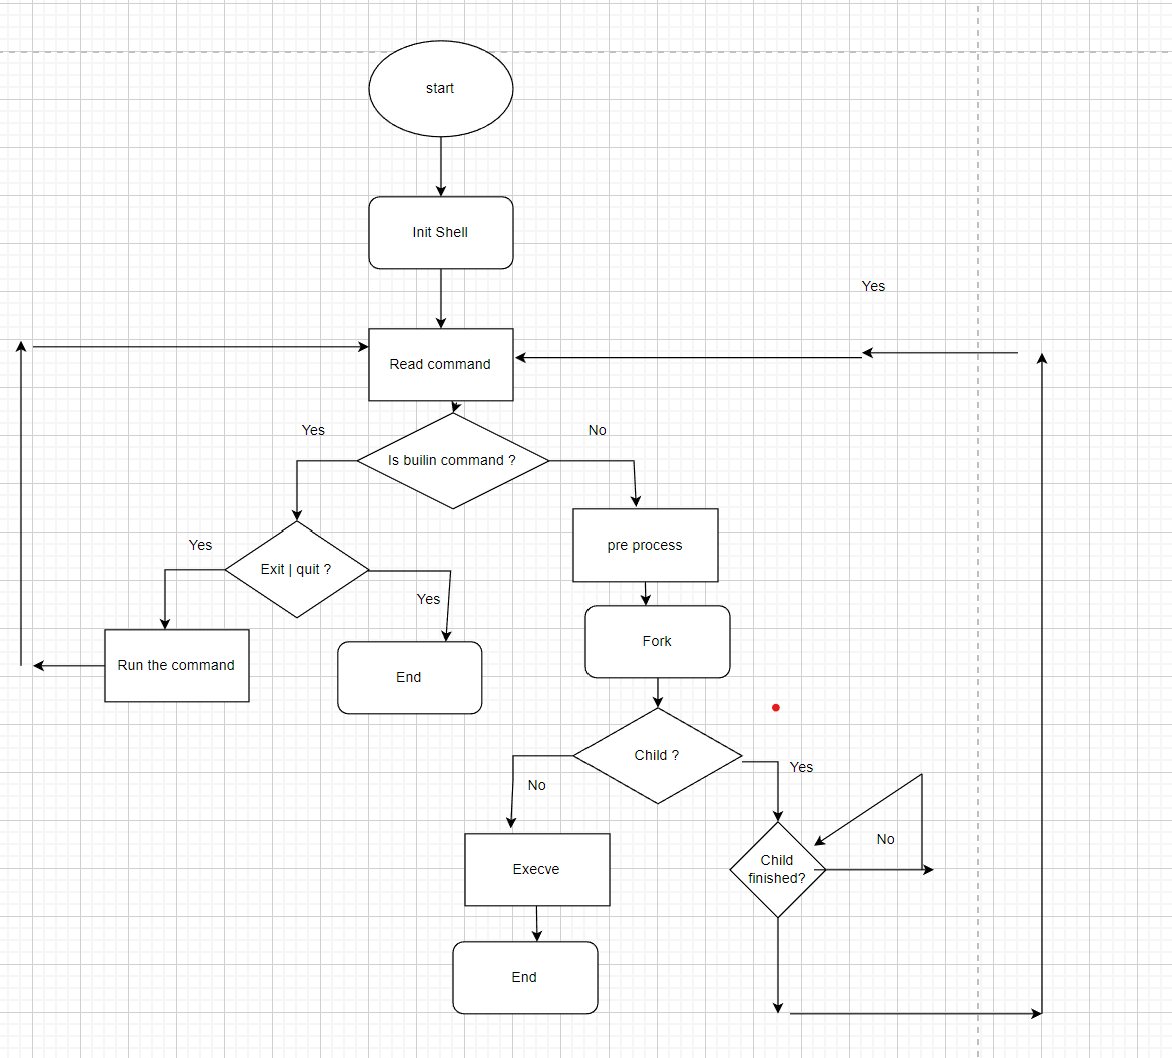 start
Init Shell
Yes
Read command
Yes
No
Is builin command ?
Yes
pre process
Exit | quit ?
Yes
Fork
Run the command
End
Child ?
Yes
No
No
Child
finished?
Execve
End